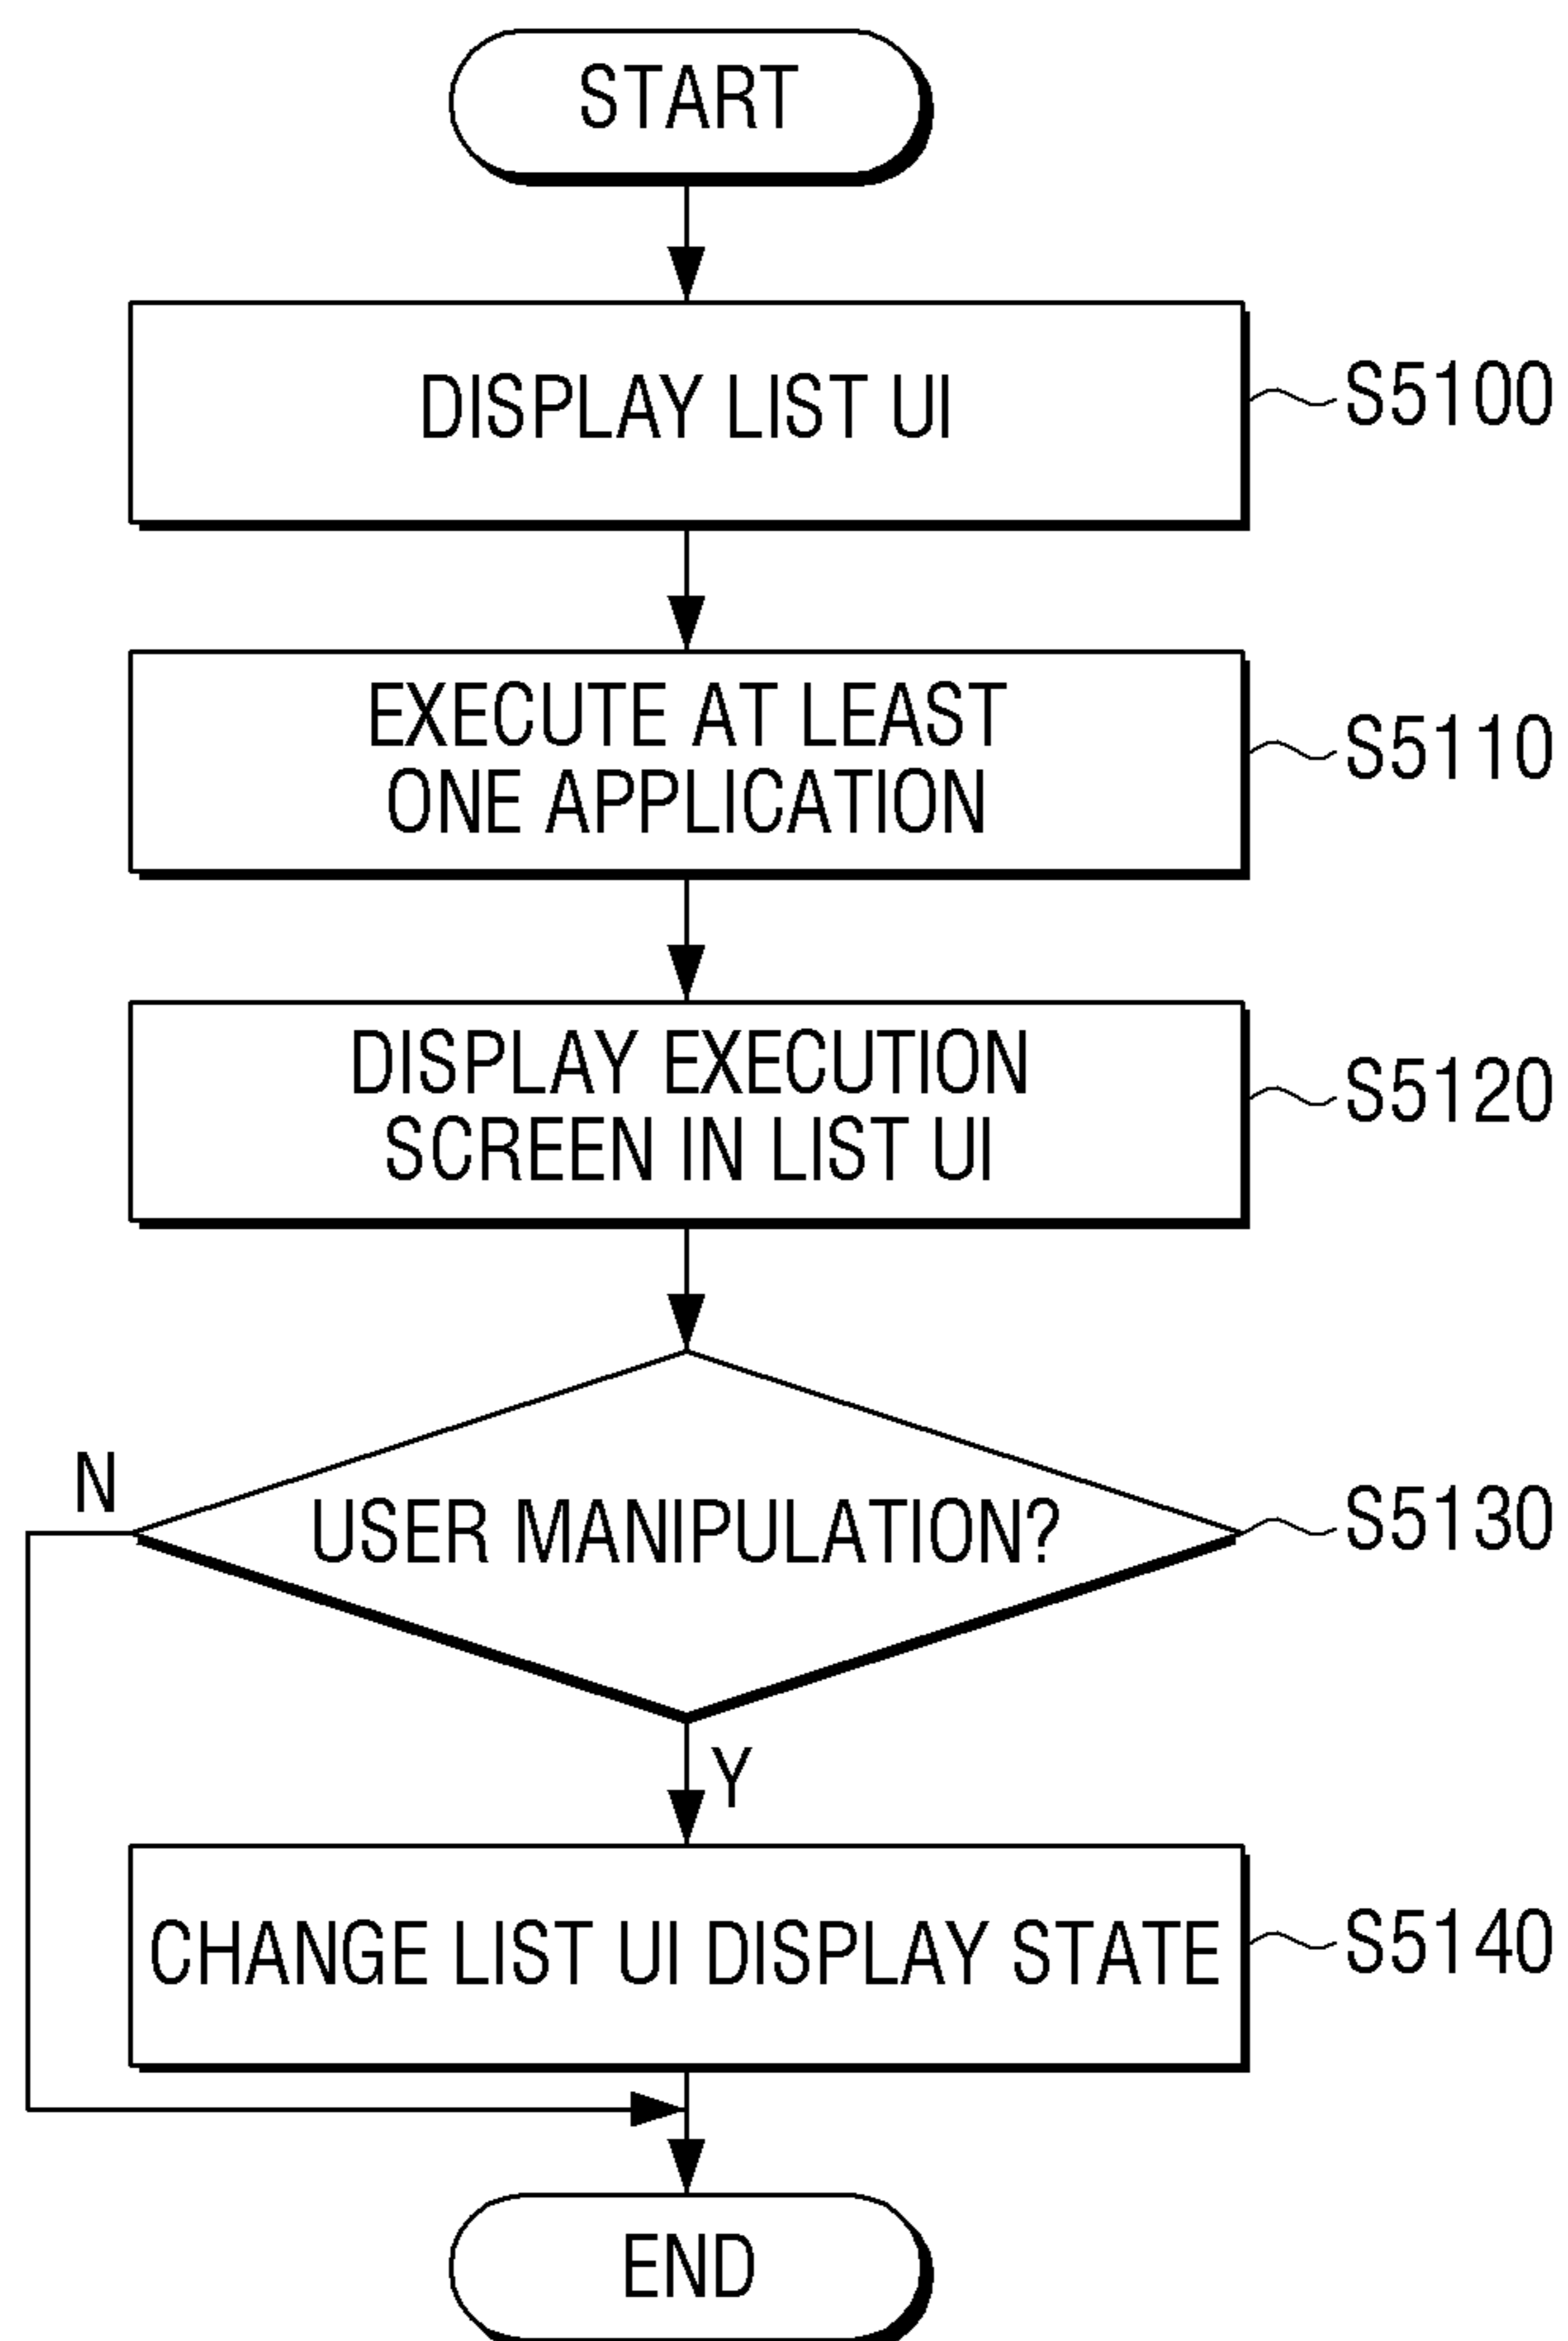 START
DISPLAY LIST UI
S5100
EXECUTE AT LEAST
ONE APPLICATION
S5110
DISPLAY EXECUTION
SCREEN IN LIST UI
S5120
N
USER MANIPULATION?
S5130
Y
CHANGE LIST UI DISPLAY STATE
S5140
END